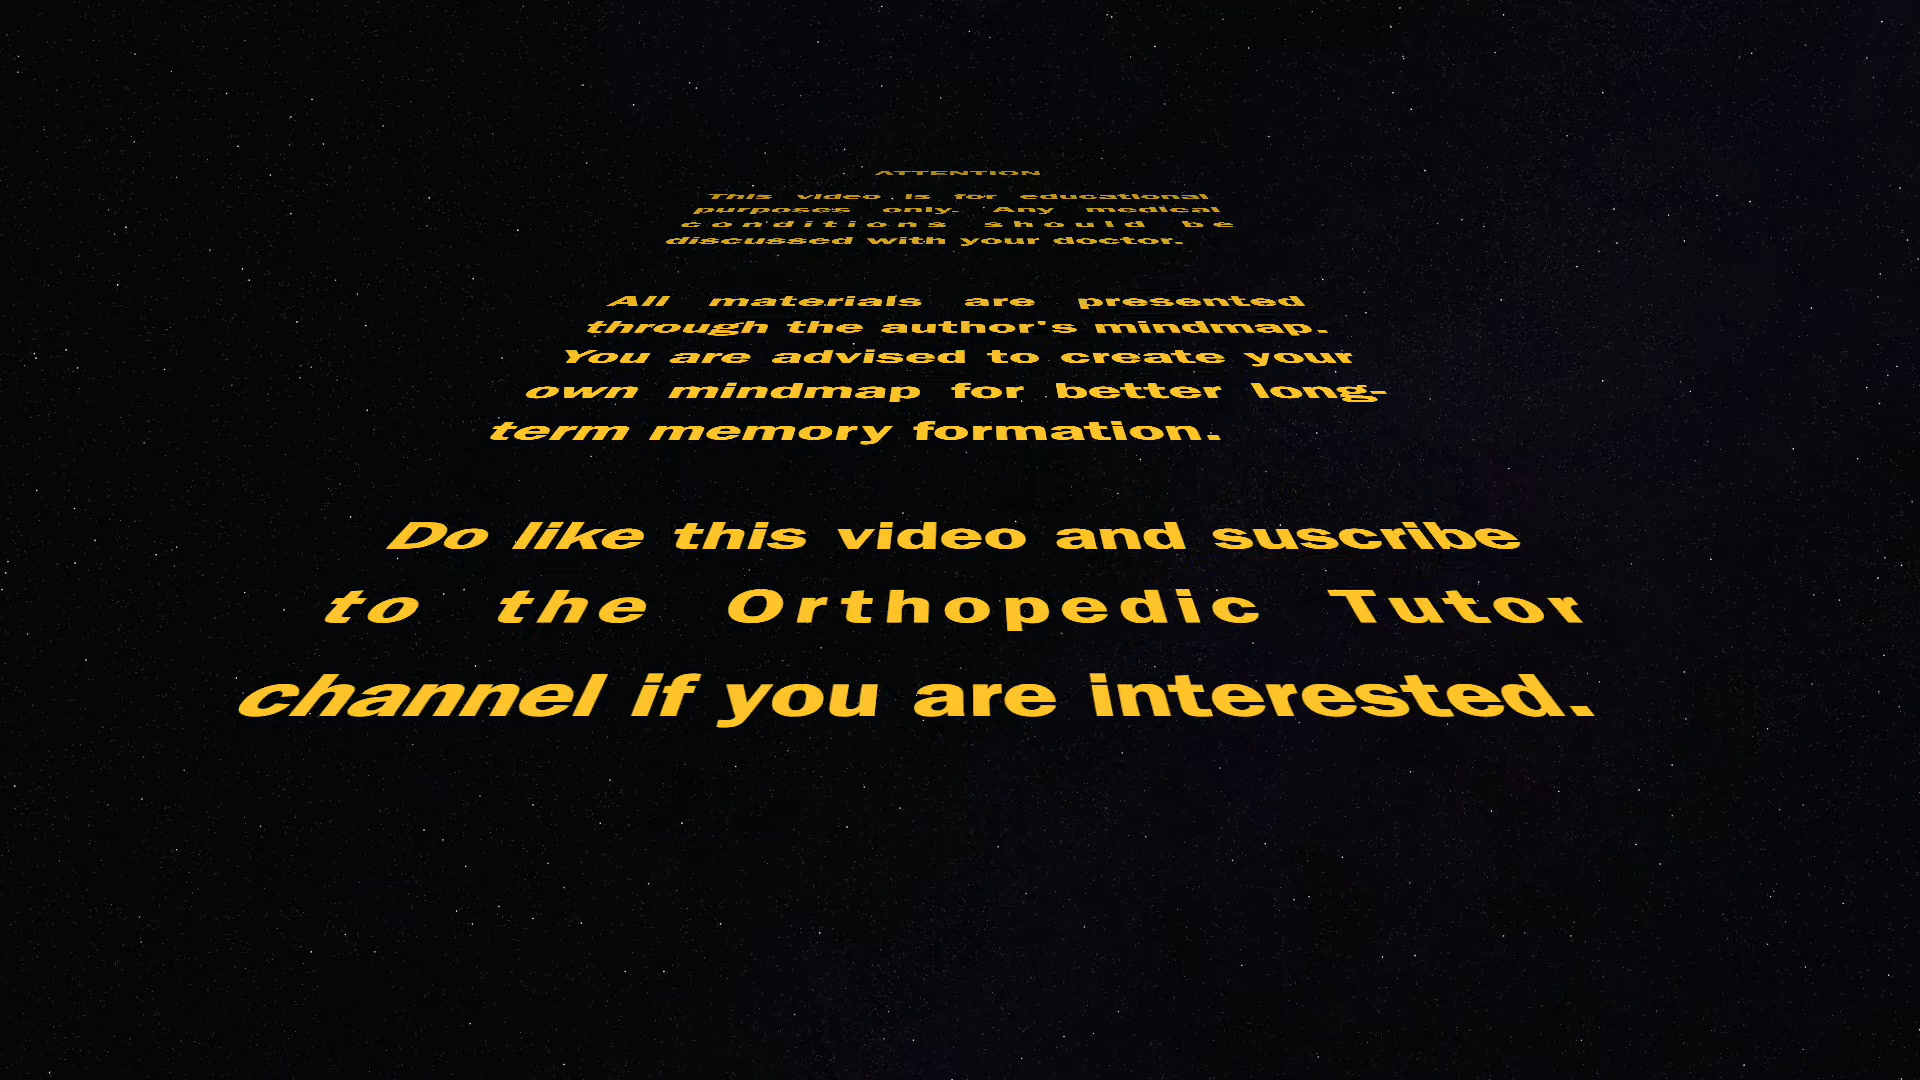 ATTENTION
This video is for educational
purposes only. Any medical
conditions should be
discussed with your doctor.
All materials are presented
through the author's mindmap.
You are advised to create your
own mindmap for better long-
term memory formation.
Do like this video and suscribe
to the Orthopedic Tutor
channel if you are interested.